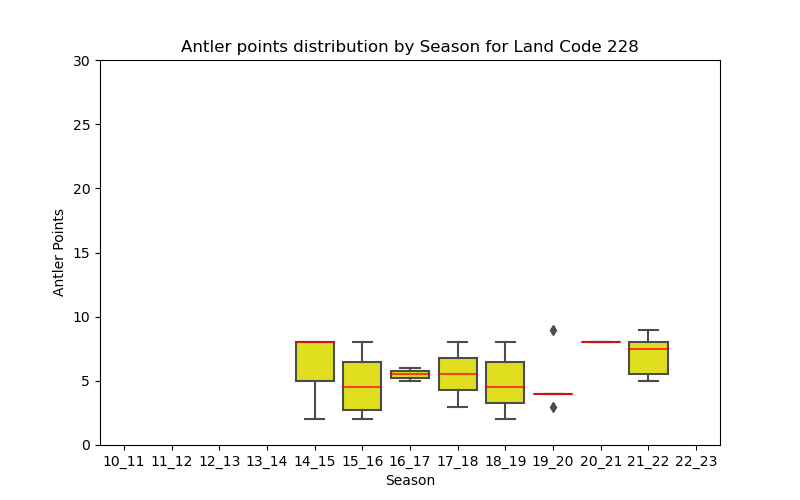 Antler points distribution by Season for Land Code 228
30
25
20
15
10
5
0
Antler Points
10_11 11_12 12_13 13_14 14_15 15_16 16_17 17_18 18_19 19_20 20_21 21_22 22_23
Season